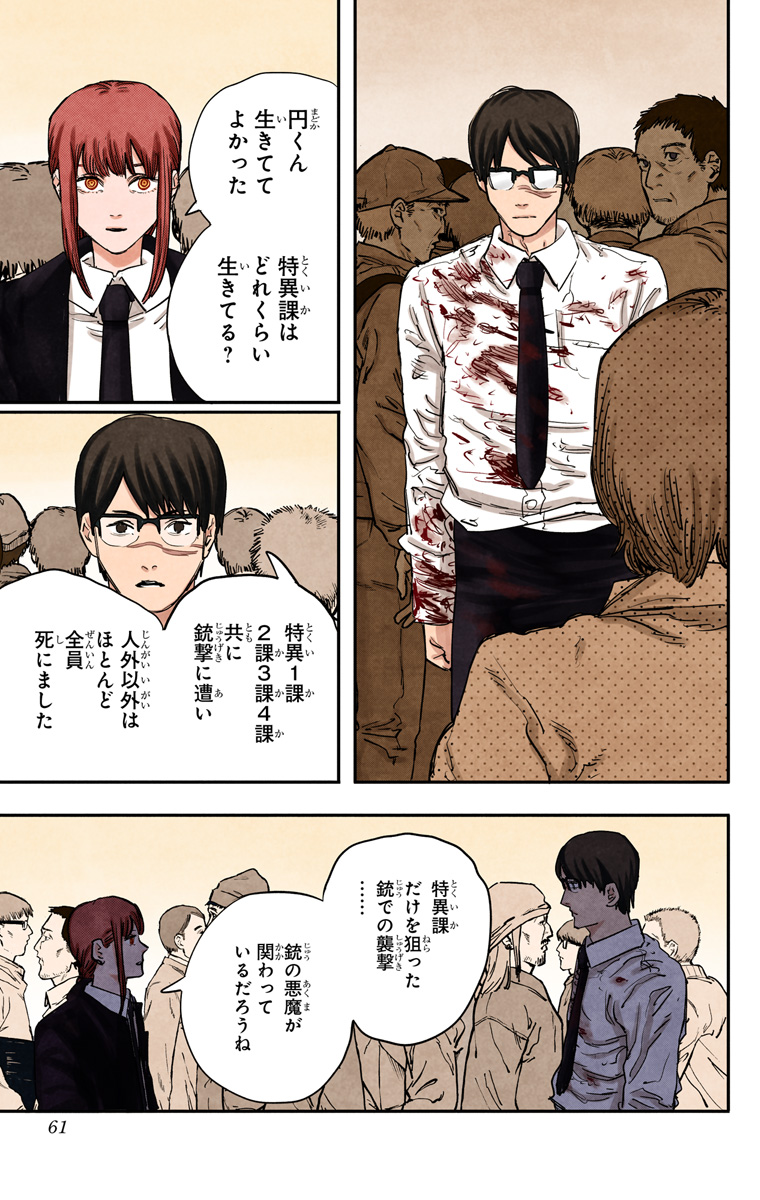 円くん
生きてて
よかった
特異課は
どれくらい
生きてる?
特異1課
2課3課4課
共に
銃撃に遭い
人外以外は
ほとんど
全員
死にました
特異課
だけを狙った
銃での襲撃
……
銃の悪魔が
関わって
いるだろうね
61